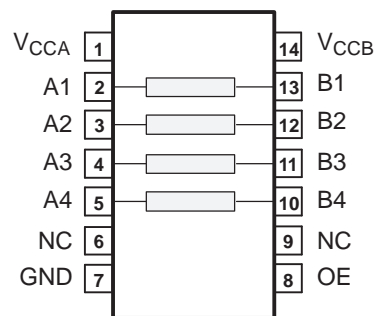 VCCA 1 14 VCCB
A1 2 13 B1
A2 3 12 B2
A3 4 11 B3
A4 5 10 B4
NC 6 9 NC
GND 7 8 OE